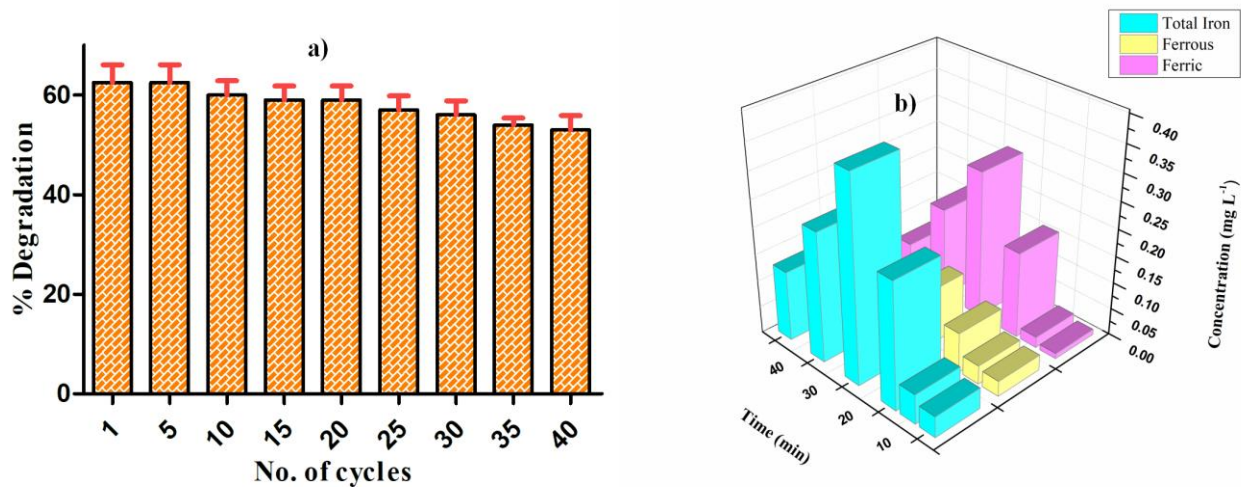 a)
% Degradation
60
40
20
0
1 5 10 15 20 25 30 35 40
No. of cycles
Total Iron
Ferrous
Ferric
b)
0.40
0.35
0.30
0.25
0.20
0.15
0.10
0.05
0.00
Concentration (mg L⁻¹)
40
30
20
10
Time (min)